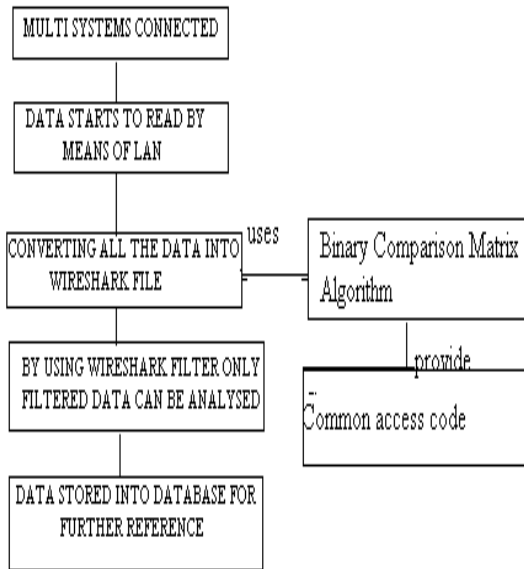 MULTI SYSTEMS CONNECTED
DATA STARTS TO READ BY
MEANS OF LAN
CONVERTING ALL THE DATA INTO
WIRESHARK FILE
uses
Binary Comparison Matrix
Algorithm
provide
Common access code
BY USING WIRESHARK FILTER ONLY
FILTERED DATA CAN BE ANALYSED
DATA STORED INTO DATABASE FOR
FURTHER REFERENCE